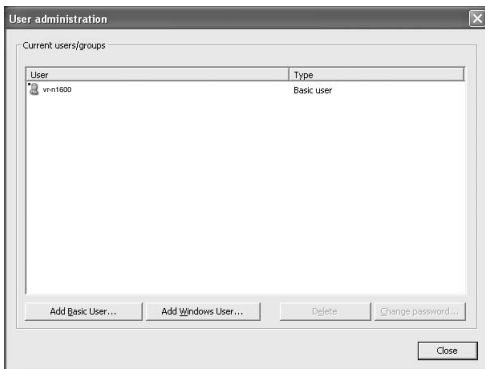 User administration
Current users/groups
User Type
vr-n1600 Basic user
Add Basic User... Add Windows User... Delete Change password...
Close